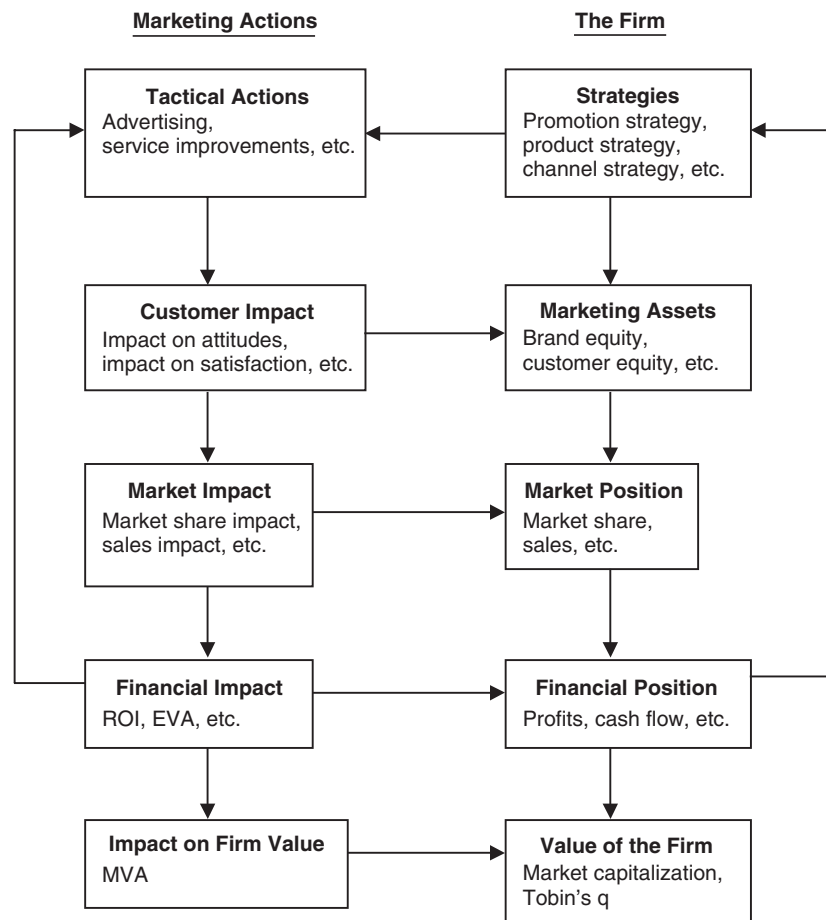 Marketing Actions
The Firm
Tactical Actions
Advertising,
service improvements, etc.
Strategies
Promotion strategy,
product strategy,
channel strategy, etc.
Customer Impact
Impact on attitudes,
impact on satisfaction, etc.
Marketing Assets
Brand equity,
customer equity, etc.
Market Impact
Market share impact,
sales impact, etc.
Market Position
Market share,
sales, etc.
Financial Impact
ROI, EVA, etc.
Financial Position
Profits, cash flow, etc.
Impact on Firm Value
MVA
Value of the Firm
Market capitalization,
Tobin's q